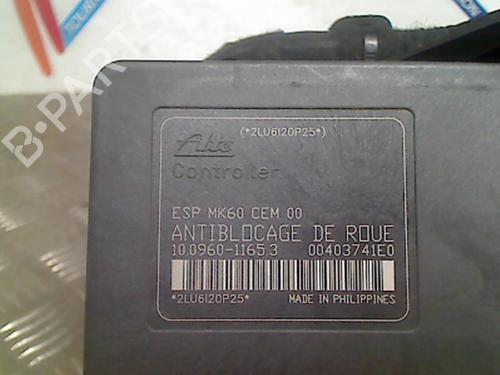 (*2LU6I20P25*)
Ate
Controller
ESP MK60 CEM 00
ANTIBLOCAGE DE ROUE
10.0960-1165.3 00403741E0
*2LU6I20P25*
MADE IN PHILIPPINES
B-PARTS